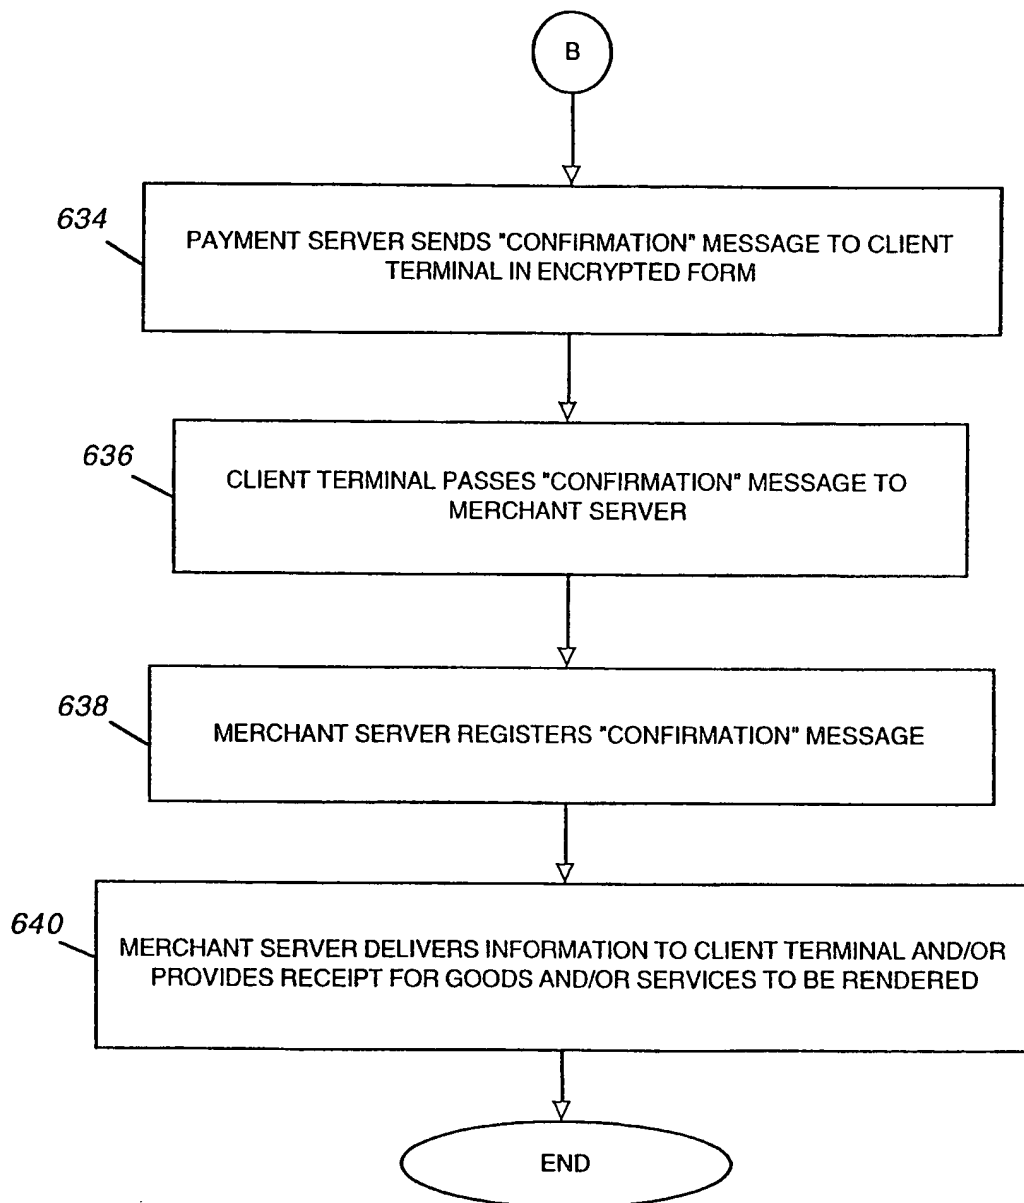 B
634
PAYMENT SERVER SENDS "CONFIRMATION" MESSAGE TO CLIENT
TERMINAL IN ENCRYPTED FORM
636
CLIENT TERMINAL PASSES "CONFIRMATION" MESSAGE TO
MERCHANT SERVER
638
MERCHANT SERVER REGISTERS "CONFIRMATION" MESSAGE
640
MERCHANT SERVER DELIVERS INFORMATION TO CLIENT TERMINAL AND/OR
PROVIDES RECEIPT FOR GOODS AND/OR SERVICES TO BE RENDERED
END